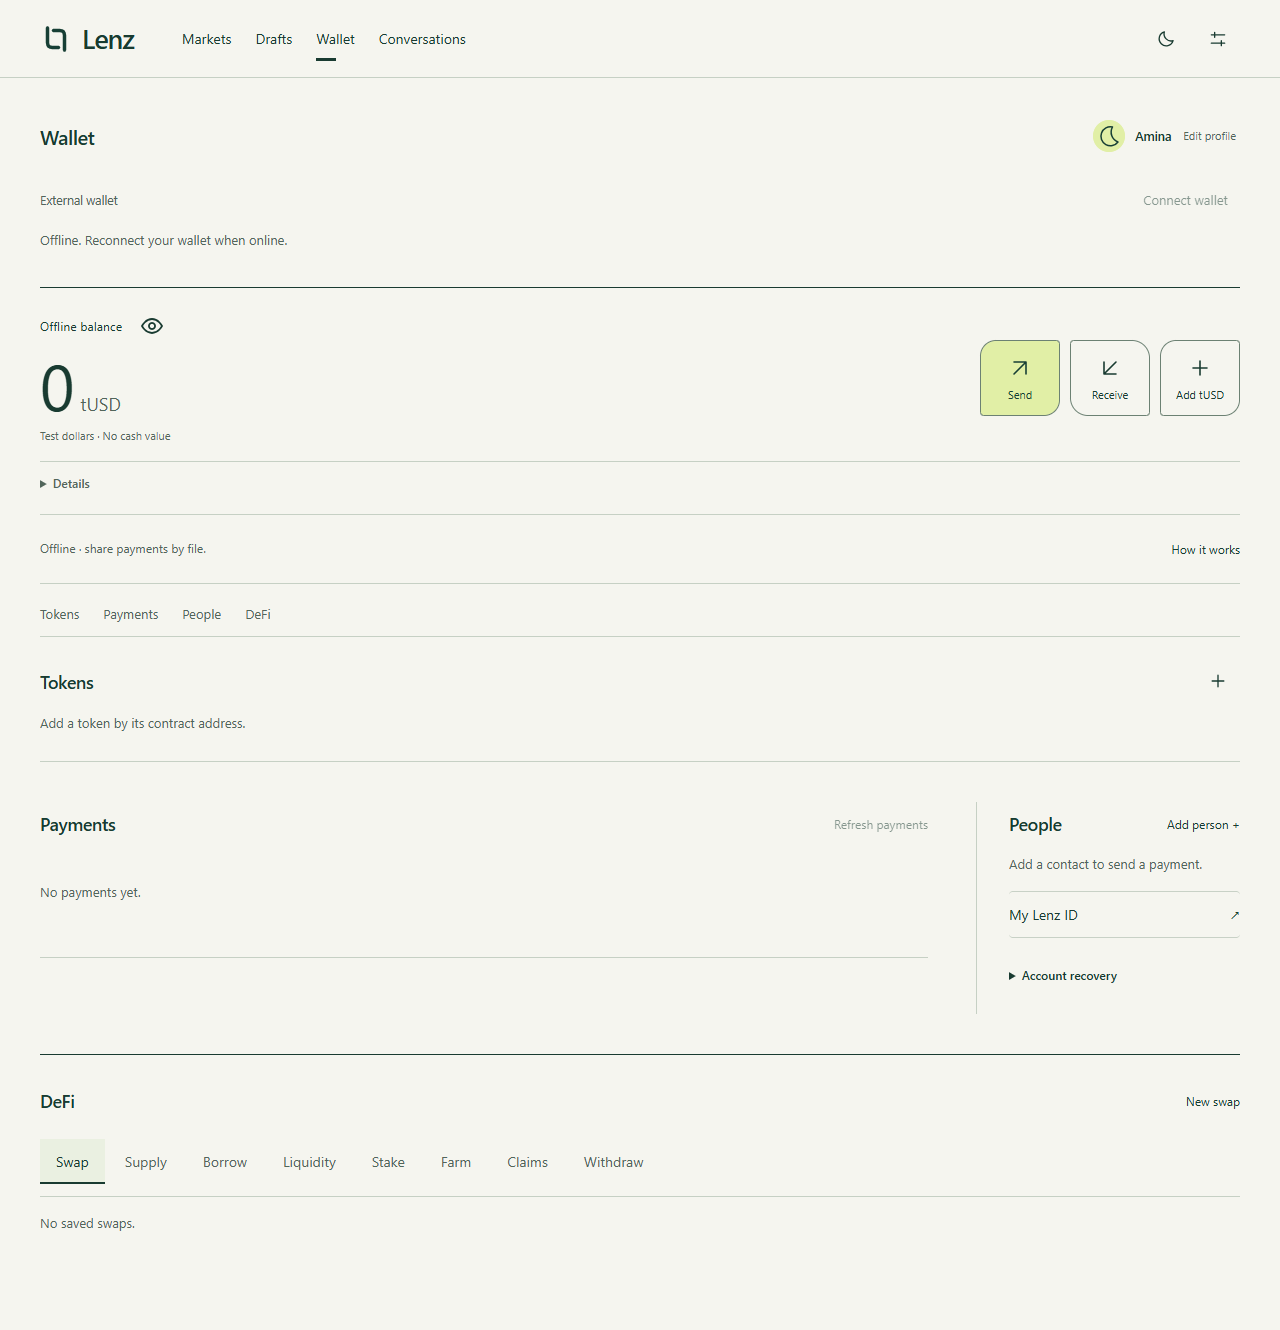 Lenz
Markets
Drafts
Wallet
Conversations
Wallet
Amina
Edit profile
External wallet
Connect wallet
Offline. Reconnect your wallet when online.
Offline balance
0 tUSD
Test dollars · No cash value
Send
Receive
Add tUSD
Details
Offline · share payments by file.
How it works
Tokens
Payments
People
DeFi
Tokens
Add a token by its contract address.
Payments
Refresh payments
No payments yet.
People
Add person +
Add a contact to send a payment.
My Lenz ID
Account recovery
DeFi
New swap
Swap
Supply
Borrow
Liquidity
Stake
Farm
Claims
Withdraw
No saved swaps.